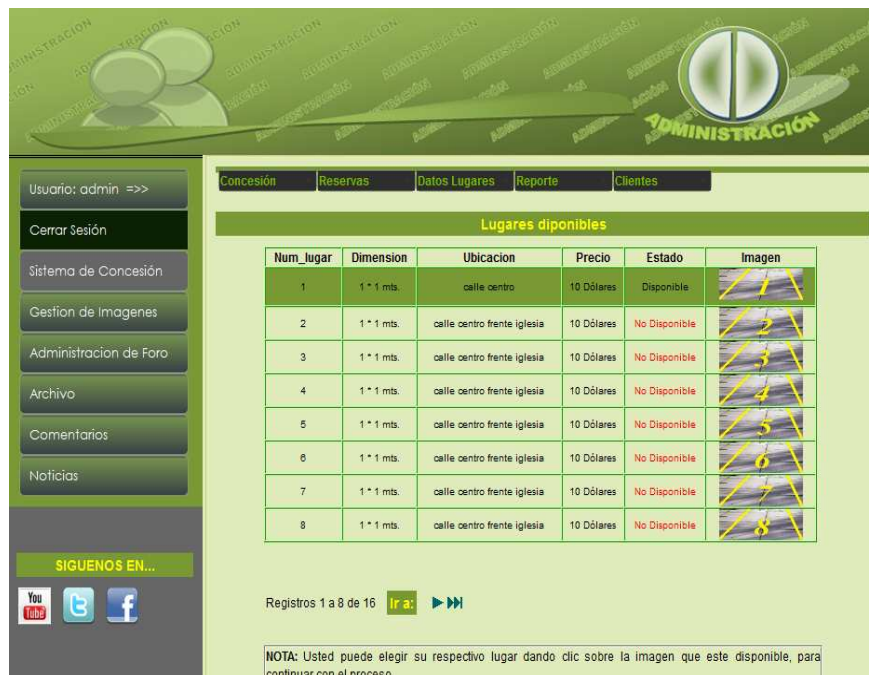 ADMINISTRACIÓN
Usuario: admin =>>
Cerrar Sesión
Sistema de Concesión
Gestion de Imagenes
Administracion de Foro
Archivo
Comentarios
Noticias
SIGUENOS EN...
You Tube
Concesión Reservas Datos Lugares Reporte Clientes
Lugares diponibles
Num_lugar Dimension Ubicacion Precio Estado Imagen
1 1 * 1 mts. calle centro 10 Dólares Disponible 1
2 1 * 1 mts. calle centro frente iglesia 10 Dólares No Disponible 2
3 1 * 1 mts. calle centro frente iglesia 10 Dólares No Disponible 3
4 1 * 1 mts. calle centro frente iglesia 10 Dólares No Disponible 4
5 1 * 1 mts. calle centro frente iglesia 10 Dólares No Disponible 5
6 1 * 1 mts. calle centro frente iglesia 10 Dólares No Disponible 6
7 1 * 1 mts. calle centro frente iglesia 10 Dólares No Disponible 7
8 1 * 1 mts. calle centro frente iglesia 10 Dólares No Disponible 8
Registros 1 a 8 de 16 Ir a:
NOTA: Usted puede elegir su respectivo lugar dando clic sobre la imagen que este disponible, para
continuar con el proceso